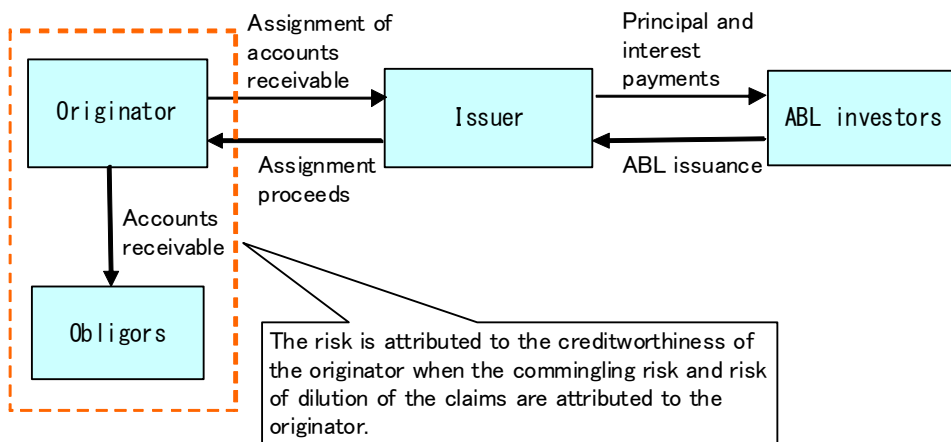 Assignment of
accounts
receivable
Principal and
interest
payments
Originator
Issuer
ABL investors
Assignment
proceeds
ABL issuance
Accounts
receivable
Obligors
The risk is attributed to the creditworthiness of
the originator when the commingling risk and risk
of dilution of the claims are attributed to the
originator.